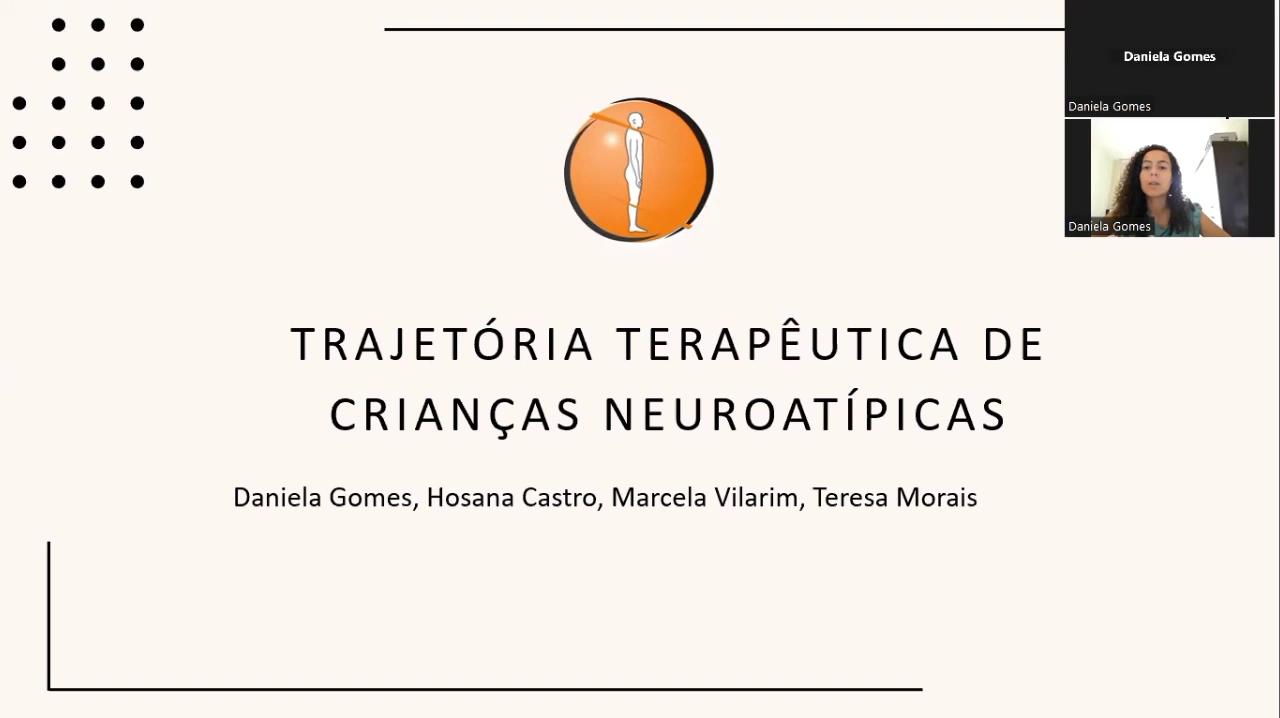 Daniela Gomes
Daniela Gomes
Daniela Gomes
TRAJETÓRIA TERAPÊUTICA DE
CRIANÇAS NEUROATÍPICAS
Daniela Gomes, Hosana Castro, Marcela Vilarim, Teresa Morais